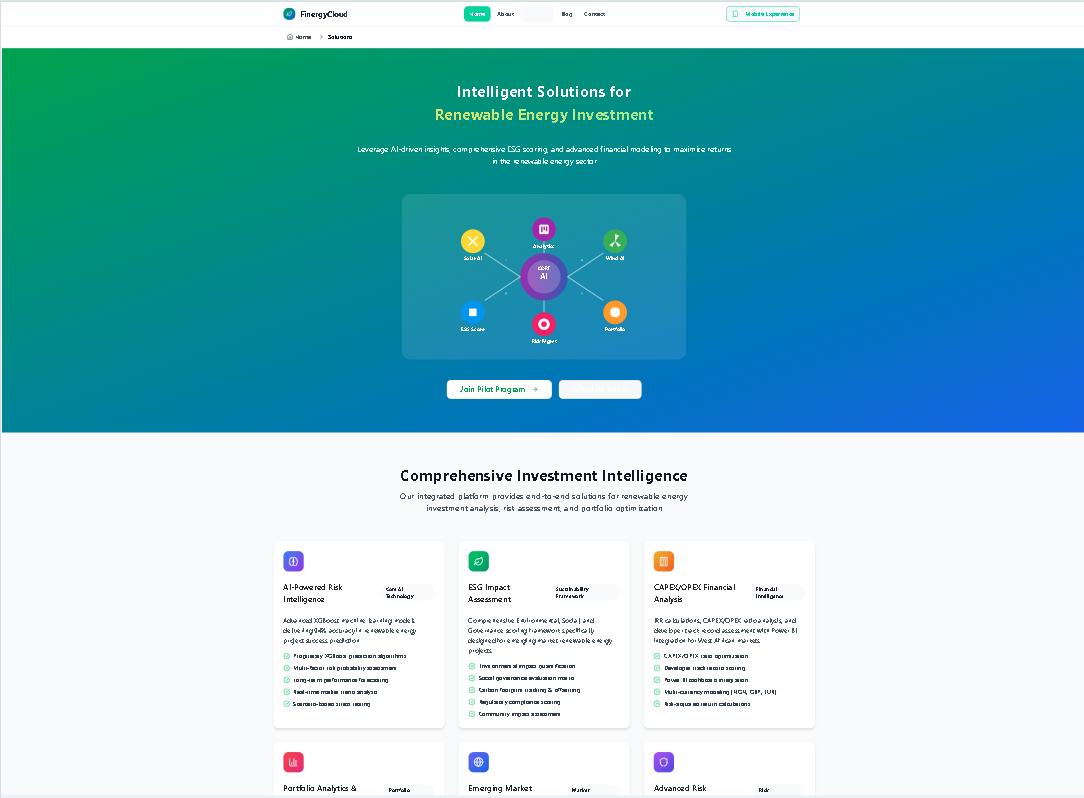 FinergyCloud
Home
About
Blog
Contact
Mobile Experience
Home
Solutions
Intelligent Solutions for
Renewable Energy Investment
Leverage AI-driven insights, comprehensive ESG scoring, and advanced financial modeling to maximize returns
in the renewable energy sector
Analytics
Solar AI
Wind AI
CORE
AI
ESG Score
Portfolio
Risk Mgmt
Join Pilot Program
Comprehensive Investment Intelligence
Our integrated platform provides end-to-end solutions for renewable energy
investment analysis, risk assessment, and portfolio optimization
AI-Powered Risk
Intelligence
Core AI
Technology
Advanced XGBoost machine learning models
delivering 94% accuracy in renewable energy
project success prediction
Proprietary XGBoost prediction algorithms
Multi-factor risk probability assessment
Long-term performance forecasting
Real-time market trend analysis
Scenario-based stress testing
ESG Impact
Assessment
Sustainability
Framework
Comprehensive Environmental, Social, and
Governance scoring framework specifically
designed for emerging market renewable energy
projects.
Environmental impact quantification
Social governance evaluation matrix
Carbon footprint tracking & offsetting
Regulatory compliance scoring
Community impact assessment
CAPEX/OPEX Financial
Analysis
Financial
Intelligence
IRR calculations, CAPEX/OPEX ratio analysis, and
developer track record assessment with Power BI
integration for West African markets.
CAPEX/OPEX ratio optimization
Developer track record scoring
Power BI dashboard integration
Multi-currency modeling (NGN, GBP, EUR)
Risk-adjusted return calculations
Portfolio Analytics &
Portfolio
Emerging Market
Market
Advanced Risk
Risk